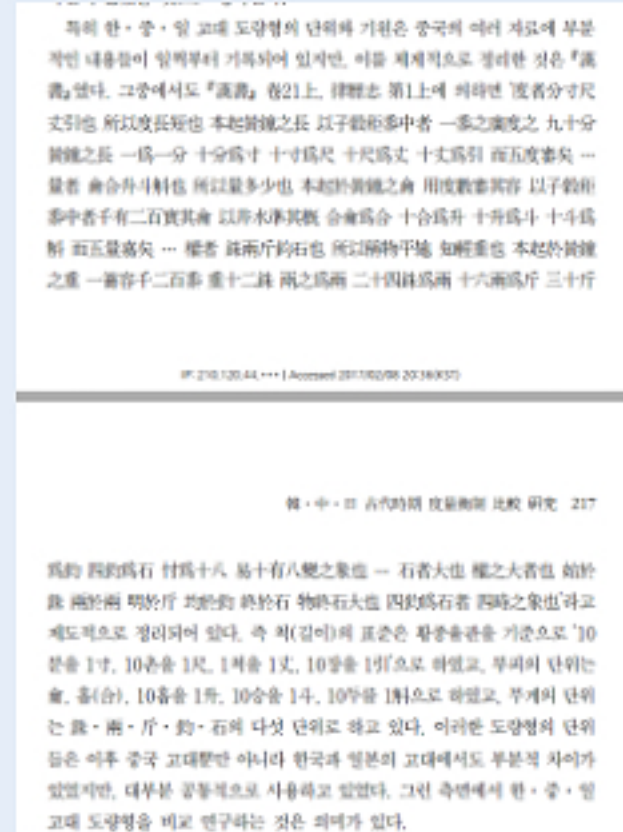 특히 한·중·일 고대 도량형의 단위와 기원은 중국의 여러 자료에 부분
적인 내용들이 일찍부터 기록되어 있지만, 이를 체계적으로 정리한 것은 『漢
書』였다. 그중에서도 『漢書』 卷21上, 律曆志 第1上에 의하면 '度者分寸尺
丈引也 所以度長短也 本起黃鐘之長 以子穀秬黍中者 一黍之廣度之 九十分
黃鐘之長 一爲一分 十分爲寸 十寸爲尺 十尺爲丈 十丈爲引 而五度審矣 …
量者 龠合升斗斛也 所以量多少也 本起於黃鐘之龠 用度數審其容 以子穀秬
黍中者千有二百實其龠 以井水準其槪 合龠爲合 十合爲升 十升爲斗 十斗爲
斛 而五量嘉矣 … 權者 銖兩斤鈞石也 所以稱物平施 知輕重也 本起於黃鐘
之重 一龠容千二百黍 重十二銖 兩之爲兩 二十四銖爲兩 十六兩爲斤 三十斤
IP: 210.120.44.••• | Accessed 2017/02/08 20:36
韓·中·日 古代時期 度量衡制 比較 硏究 217
爲鈞 四鈞爲石 忖爲十八 易十有八變之象也 … 石者大也 權之大者也 始於
銖 兩於兩 明於斤 均於鈞 終於石 物終石大也 四鈞爲石者 四時之象也'라고
제도적으로 정리되어 있다. 즉 척(길이)의 표준은 황종율관을 기준으로 '10
분을 1寸, 10촌을 1尺, 1척을 1丈, 10장을 1引'으로 하였고, 부피의 단위는
龠, 홉(合), 10홉을 1升, 10승을 1斗, 10두를 1斛으로 하였고, 무게의 단위
는 銖·兩·斤·鈞·石의 다섯 단위로 하고 있다. 이러한 도량형의 단위
들은 이후 중국 고대뿐만 아니라 한국과 일본의 고대에서도 부분적 차이가
있었지만, 대부분 공통적으로 사용하고 있었다. 그런 측면에서 한·중·일
고대 도량형을 비교 연구하는 것은 의미가 있다.